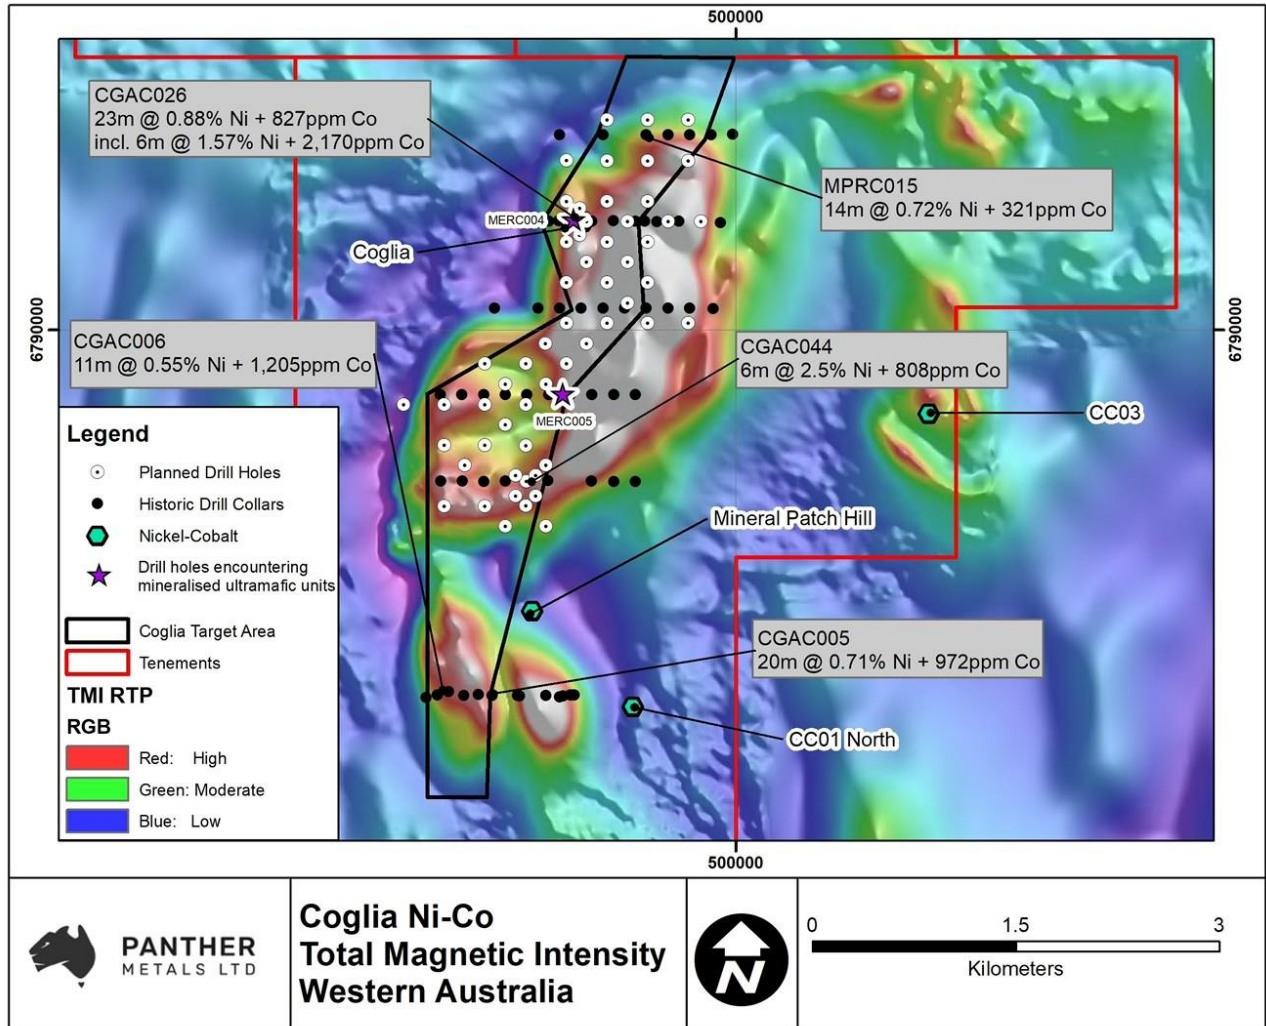 500000
CGAC026
23m @ 0.88% Ni + 827ppm Co
incl. 6m @ 1.57% Ni + 2,170ppm Co
MPRC015
14m @ 0.72% Ni + 321ppm Co
MERC004
Coglia
6790000
6790000
CGAC006
11m @ 0.55% Ni + 1,205ppm Co
CGAC044
6m @ 2.5% Ni + 808ppm Co
CC03
MERC005
Legend
Planned Drill Holes
Historic Drill Collars
Nickel-Cobalt
Drill holes encountering
mineralised ultramafic units
Coglia Target Area
Tenements
TMI RTP
RGB
Red: High
Green: Moderate
Blue: Low
Mineral Patch Hill
CGAC005
20m @ 0.71% Ni + 972ppm Co
CC01 North
500000
PANTHER
METALS LTD
Coglia Ni-Co
Total Magnetic Intensity
Western Australia
N
0 1.5 3
Kilometers